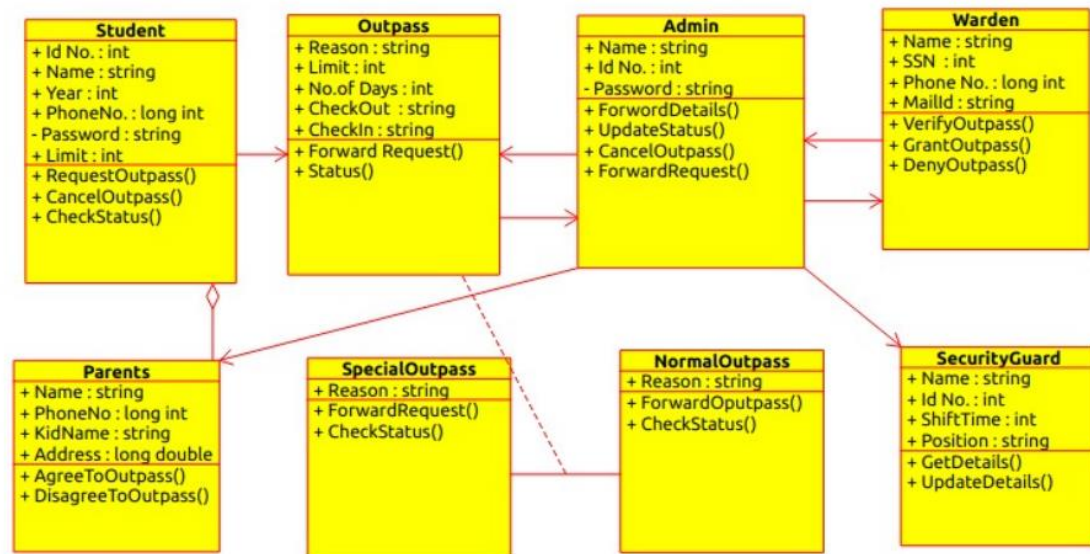 Student
+ Id No. : int
+ Name : string
+ Year : int
+ PhoneNo. : long int
- Password : string
+ Limit : int
+ RequestOutpass()
+ CancelOutpass()
+ CheckStatus()
Outpass
+ Reason : string
+ Limit : int
+ No.of Days : int
+ CheckOut : string
+ CheckIn : string
+ Forward Request()
+ Status()
Admin
+ Name : string
+ Id No. : int
- Password : string
+ ForwordDetails()
+ UpdateStatus()
+ CancelOutpass()
+ ForwardRequest()
Warden
+ Name : string
+ SSN : int
+ Phone No. : long int
+ MailId : string
+ VerifyOutpass()
+ GrantOutpass()
+ DenyOutpass()
Parents
+ Name : string
+ PhoneNo : long int
+ KidName : string
+ Address : long double
+ AgreeToOutpass()
+ DisagreeToOutpass()
SpecialOutpass
+ Reason : string
+ ForwardRequest()
+ CheckStatus()
NormalOutpass
+ Reason : string
+ ForwardOputpass()
+ CheckStatus()
SecurityGuard
+ Name : string
+ Id No. : int
+ ShiftTime : int
+ Position : string
+ GetDetails()
+ UpdateDetails()